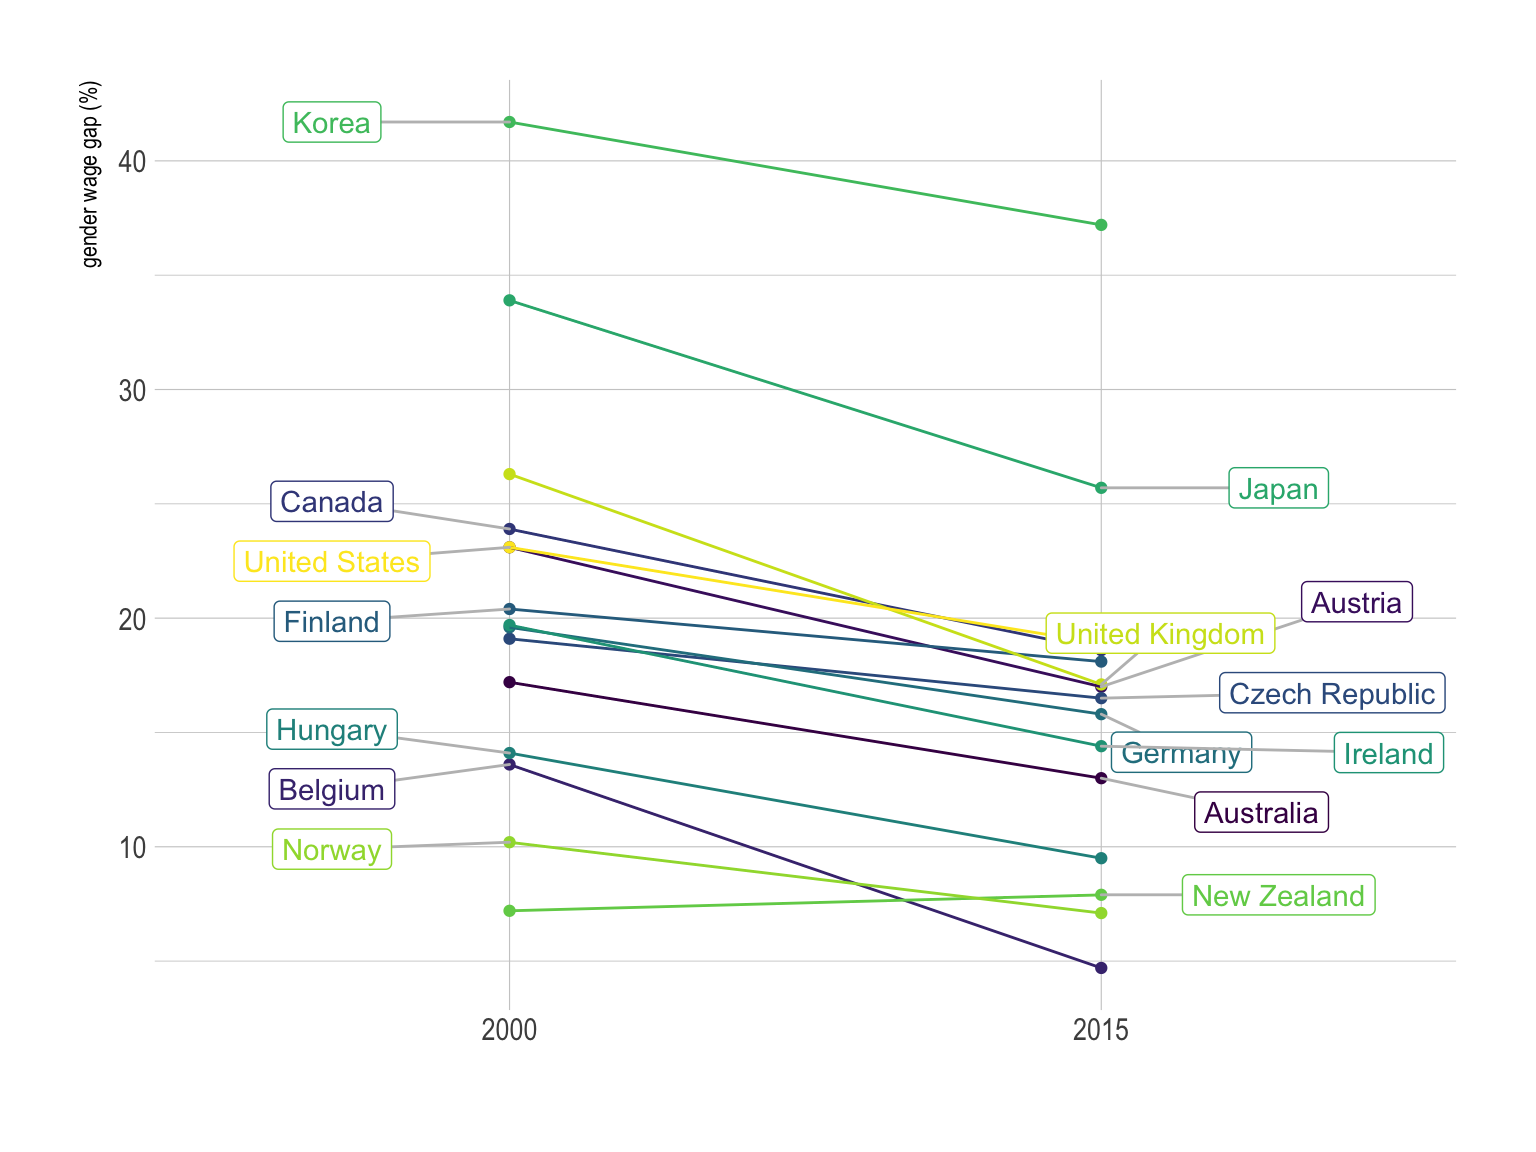 gender wage gap (%)
40
30
20
10
Korea
Canada
United States
Finland
Hungary
Belgium
Norway
Japan
Austria
United Kingdom
Czech Republic
Germany
Ireland
Australia
New Zealand
2000
2015